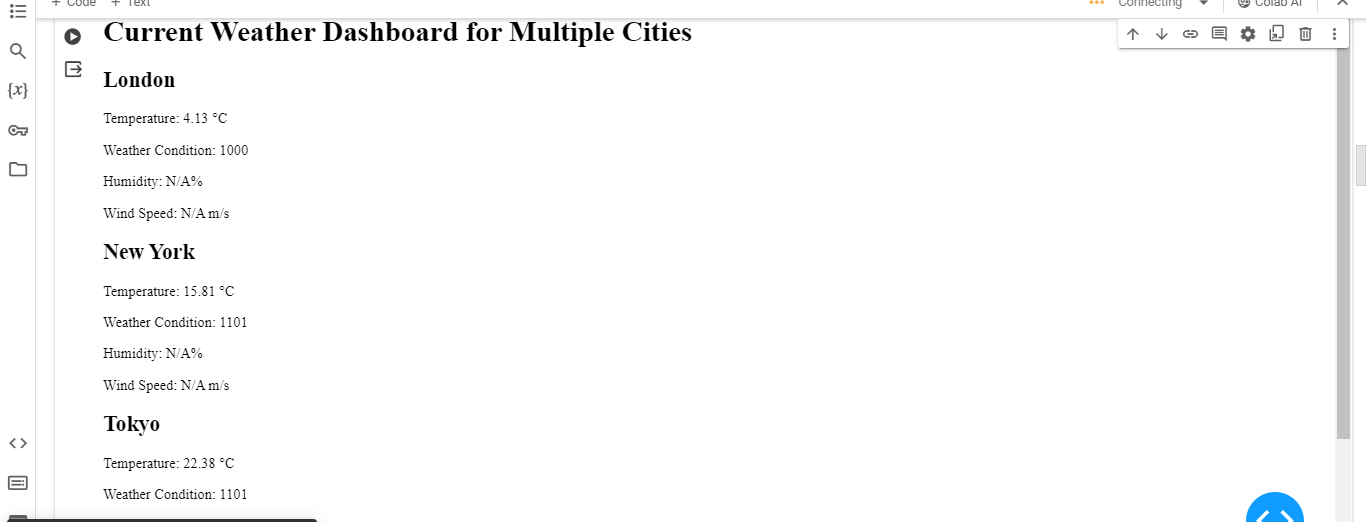 + Code + Text
Connecting
Colab AI
Current Weather Dashboard for Multiple Cities
{x}
London
Temperature: 4.13 °C
Weather Condition: 1000
Humidity: N/A%
Wind Speed: N/A m/s
New York
Temperature: 15.81 °C
Weather Condition: 1101
Humidity: N/A%
Wind Speed: N/A m/s
Tokyo
Temperature: 22.38 °C
Weather Condition: 1101